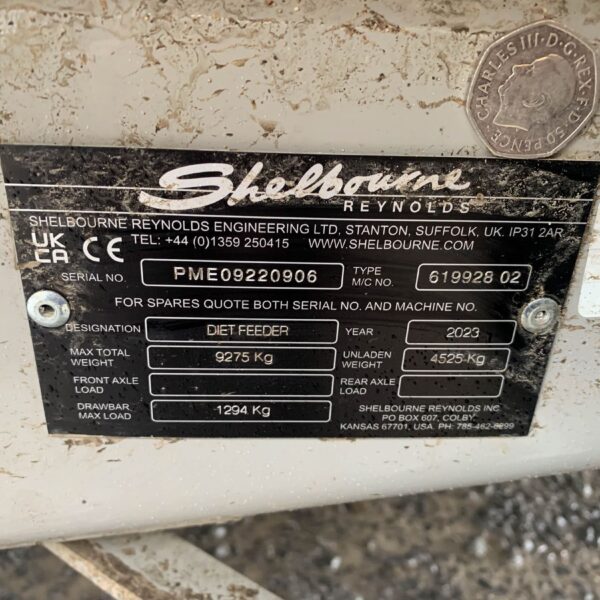 CHARLES III · D · G · REX · F · D · 50 PENCE ·
Shelbourne
REYNOLDS
SHELBOURNE REYNOLDS ENGINEERING LTD, STANTON, SUFFOLK, UK. IP31 2AR
UK
CA CE TEL: +44 (0)1359 250415 WWW.SHELBOURNE.COM
SERIAL NO. PME09220906 TYPE M/C NO. 619928 02
FOR SPARES QUOTE BOTH SERIAL NO. AND MACHINE NO.
DESIGNATION DIET FEEDER YEAR 2023
MAX TOTAL WEIGHT 9275 Kg UNLADEN WEIGHT 4525 Kg
FRONT AXLE LOAD REAR AXLE LOAD
DRAWBAR MAX LOAD 1294 Kg
SHELBOURNE REYNOLDS INC.
PO BOX 607, COLBY,
KANSAS 67701, USA. PH: 785-462-6299